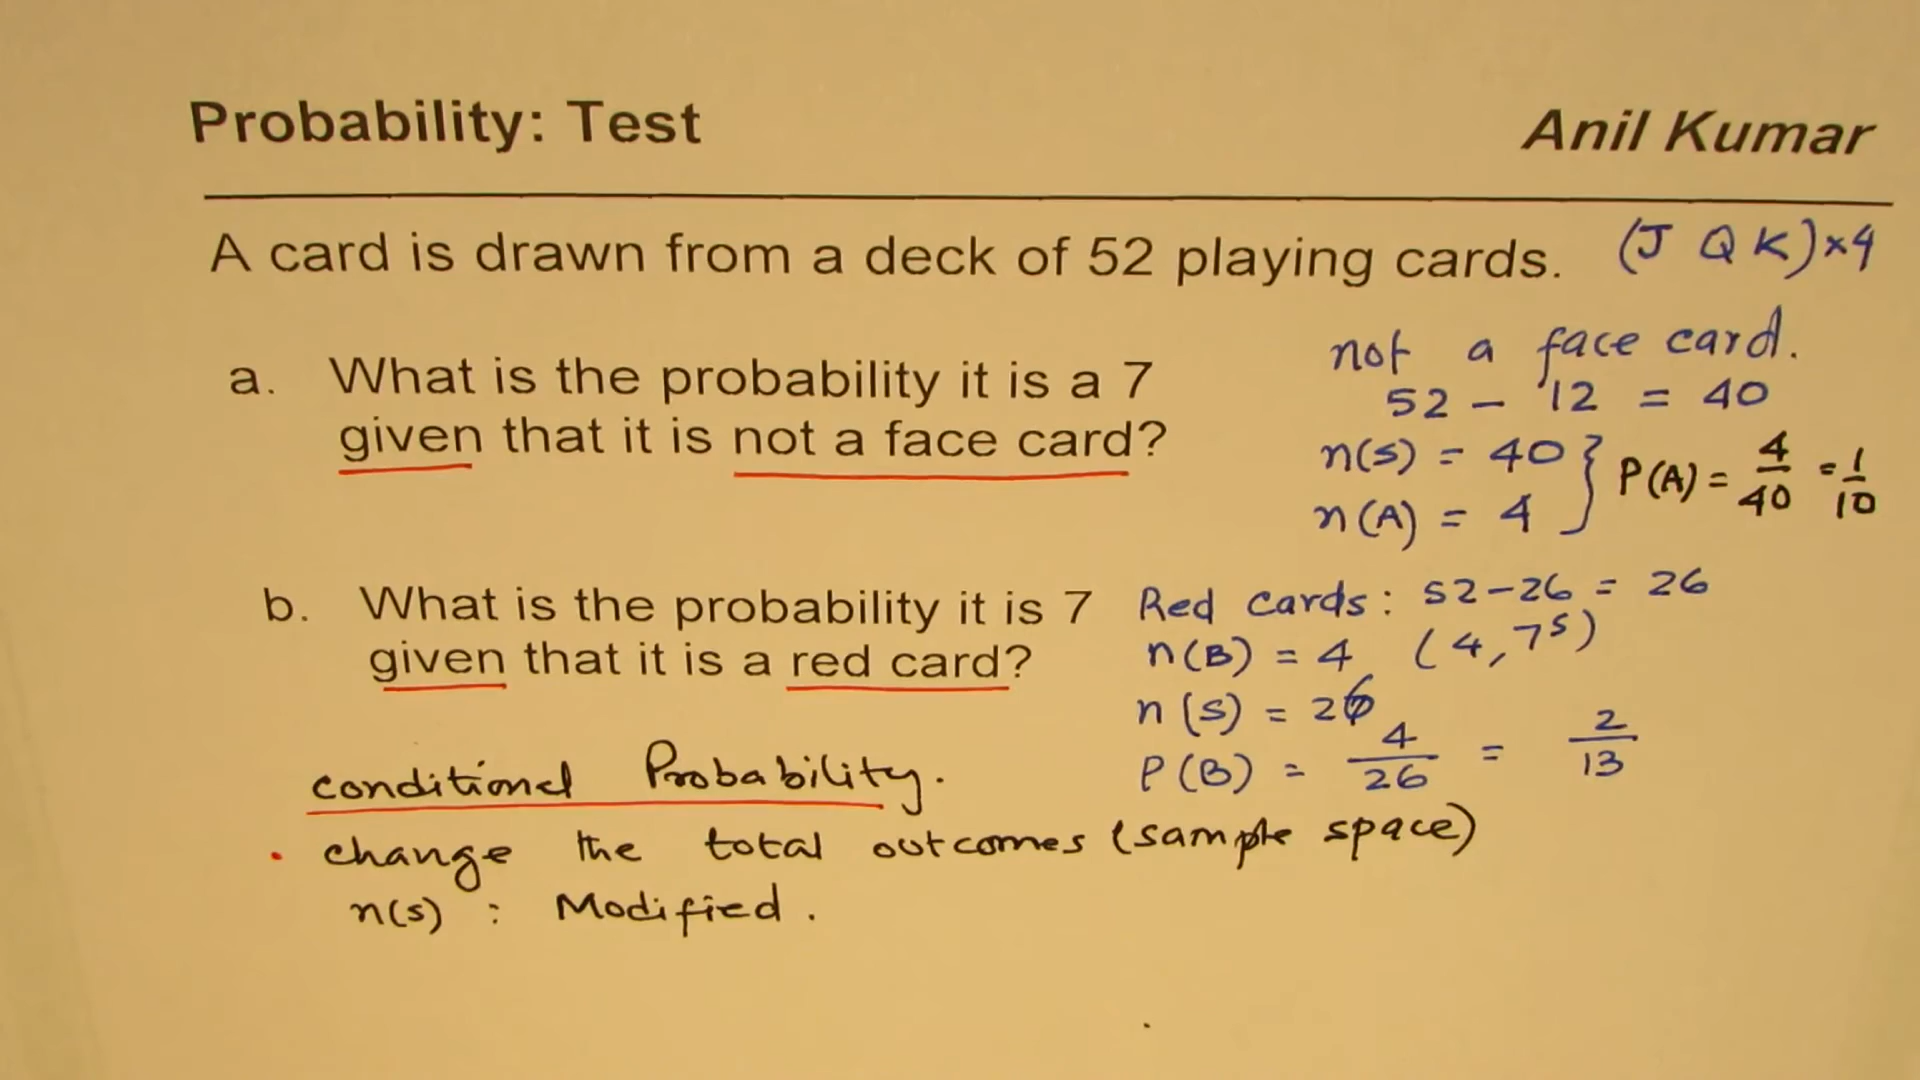 Probability: Test
Anil Kumar
A card is drawn from a deck of 52 playing cards.
(J Q K)×4
a. What is the probability it is a 7
given that it is not a face card?
not a face card.
52 - 12 = 40
n(S) = 40
n(A) = 4
} P(A) = 4/40 = 1/10
b. What is the probability it is 7
given that it is a red card?
Red cards: 52-26 = 26
n(B) = 4 (4, 7s)
n(S) = 26
P(B) = 4/26 = 2/13
conditional Probability.
• change the total outcomes (sample space)
n(s) : Modified.